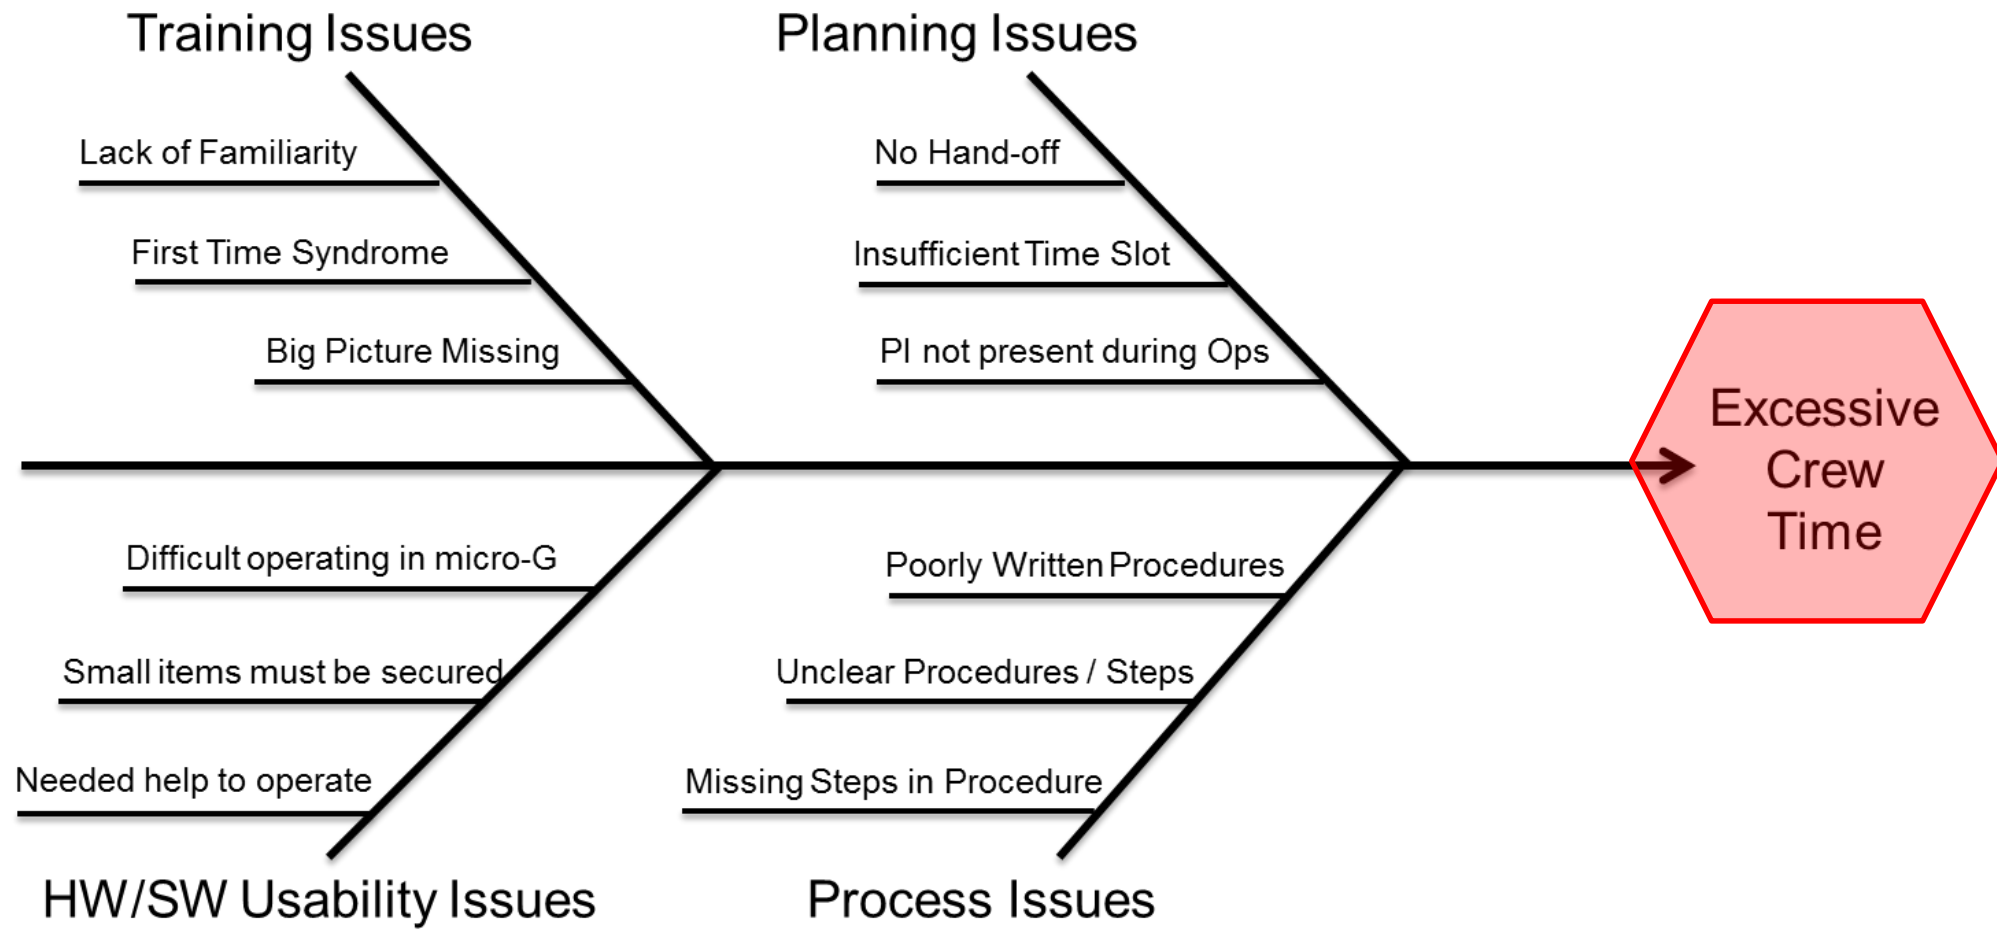 Training Issues
Planning Issues
Lack of Familiarity
First Time Syndrome
Big Picture Missing
No Hand-off
Insufficient Time Slot
PI not present during Ops
Excessive
Crew
Time
Difficult operating in micro-G
Small items must be secured
Needed help to operate
Poorly Written Procedures
Unclear Procedures / Steps
Missing Steps in Procedure
HW/SW Usability Issues
Process Issues